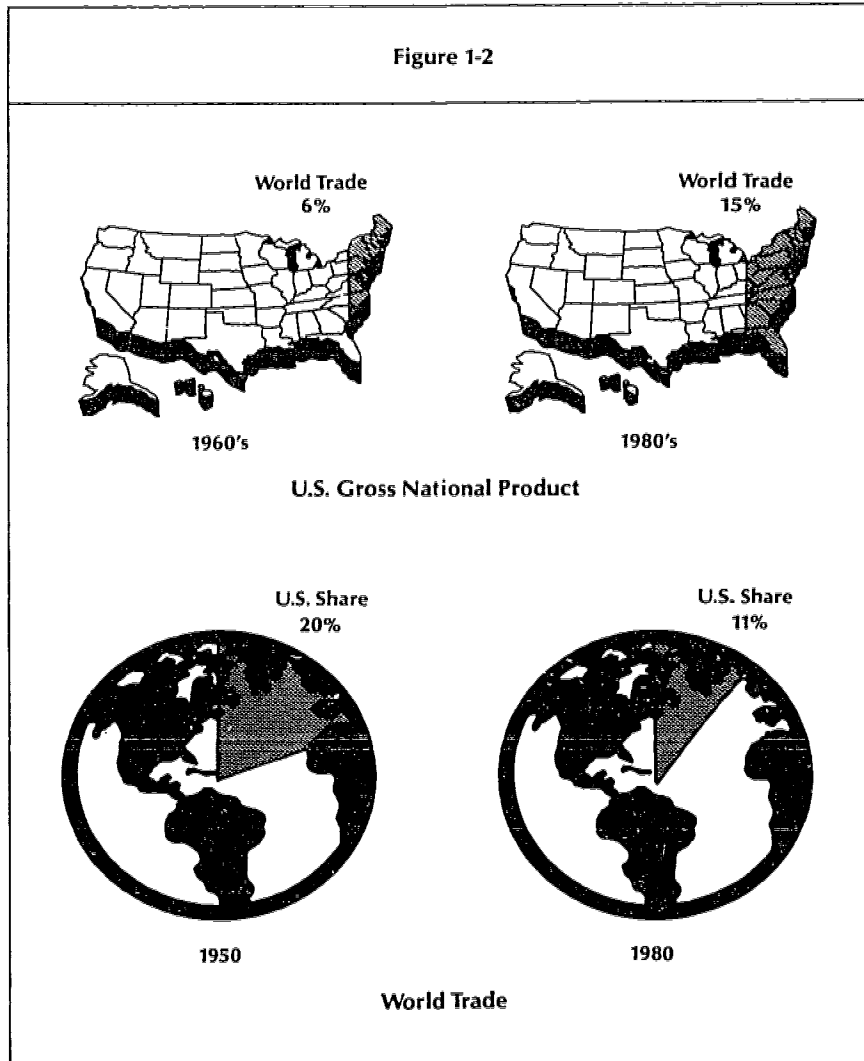 Figure 1-2
World Trade
6%
World Trade
15%
1960's
1980's
U.S. Gross National Product
U.S. Share
20%
U.S. Share
11%
1950
1980
World Trade